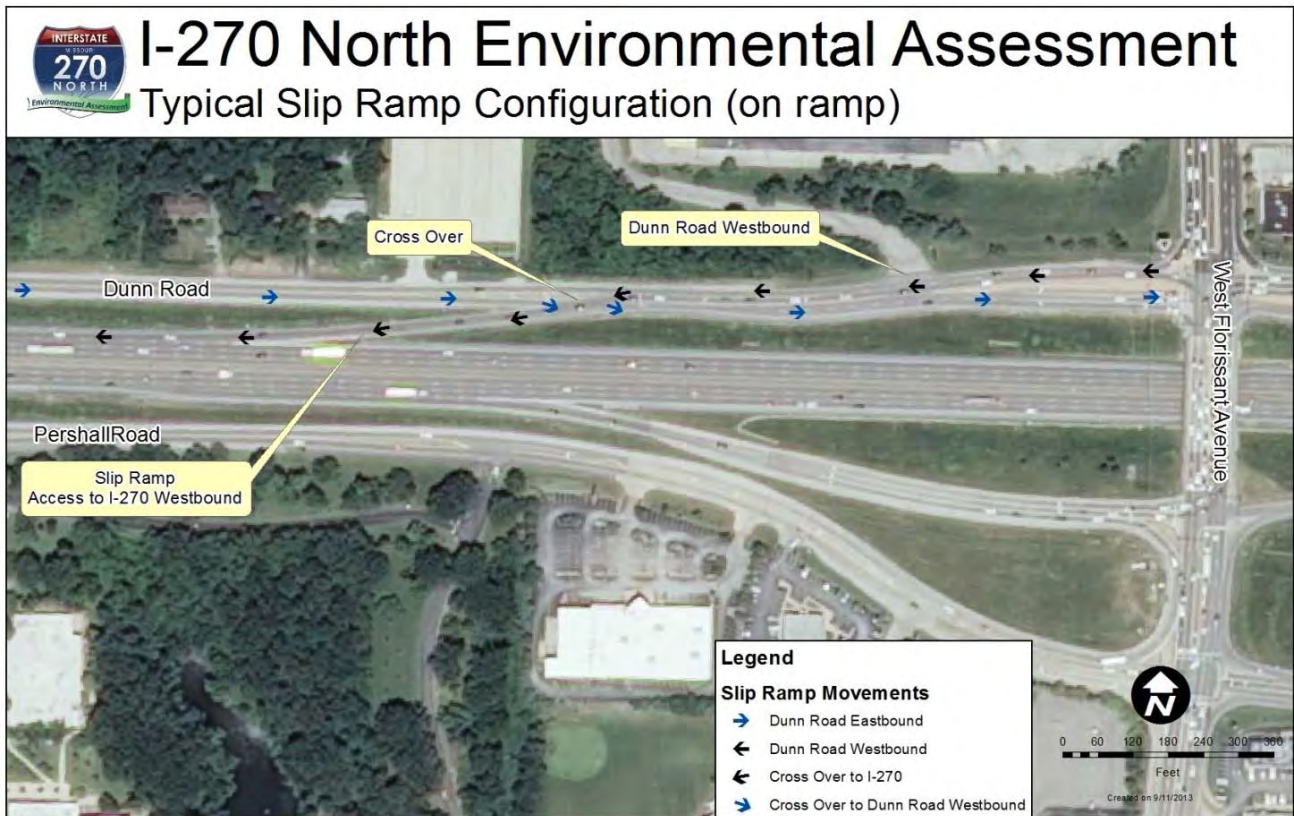 INTERSTATE
MISSOURI
270
NORTH
Environmental Assessment
I-270 North Environmental Assessment
Typical Slip Ramp Configuration (on ramp)
Cross Over
Dunn Road Westbound
Dunn Road
West Florissant Avenue
PershallRoad
Slip Ramp
Access to I-270 Westbound
Legend
Slip Ramp Movements
Dunn Road Eastbound
Dunn Road Westbound
Cross Over to I-270
Cross Over to Dunn Road Westbound
N
0 60 120 180 240 300 360
Feet
Created on 9/11/2013